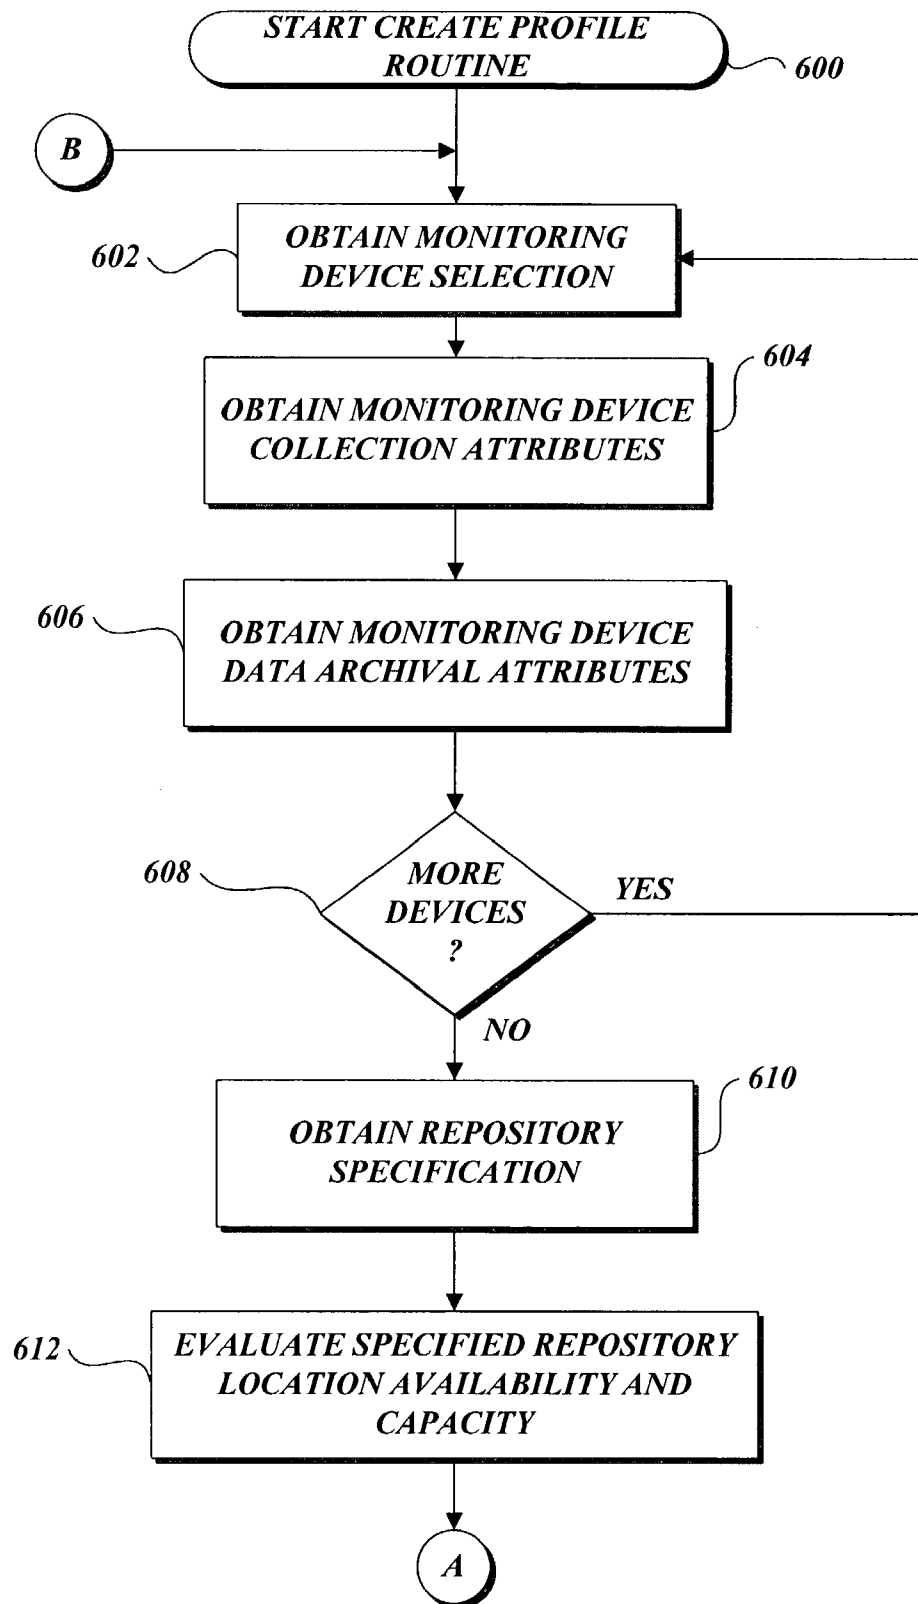 START CREATE PROFILE
ROUTINE
600
B
602
OBTAIN MONITORING
DEVICE SELECTION
604
OBTAIN MONITORING DEVICE
COLLECTION ATTRIBUTES
606
OBTAIN MONITORING DEVICE
DATA ARCHIVAL ATTRIBUTES
608
MORE
DEVICES
?
YES
NO
610
OBTAIN REPOSITORY
SPECIFICATION
612
EVALUATE SPECIFIED REPOSITORY
LOCATION AVAILABILITY AND
CAPACITY
A